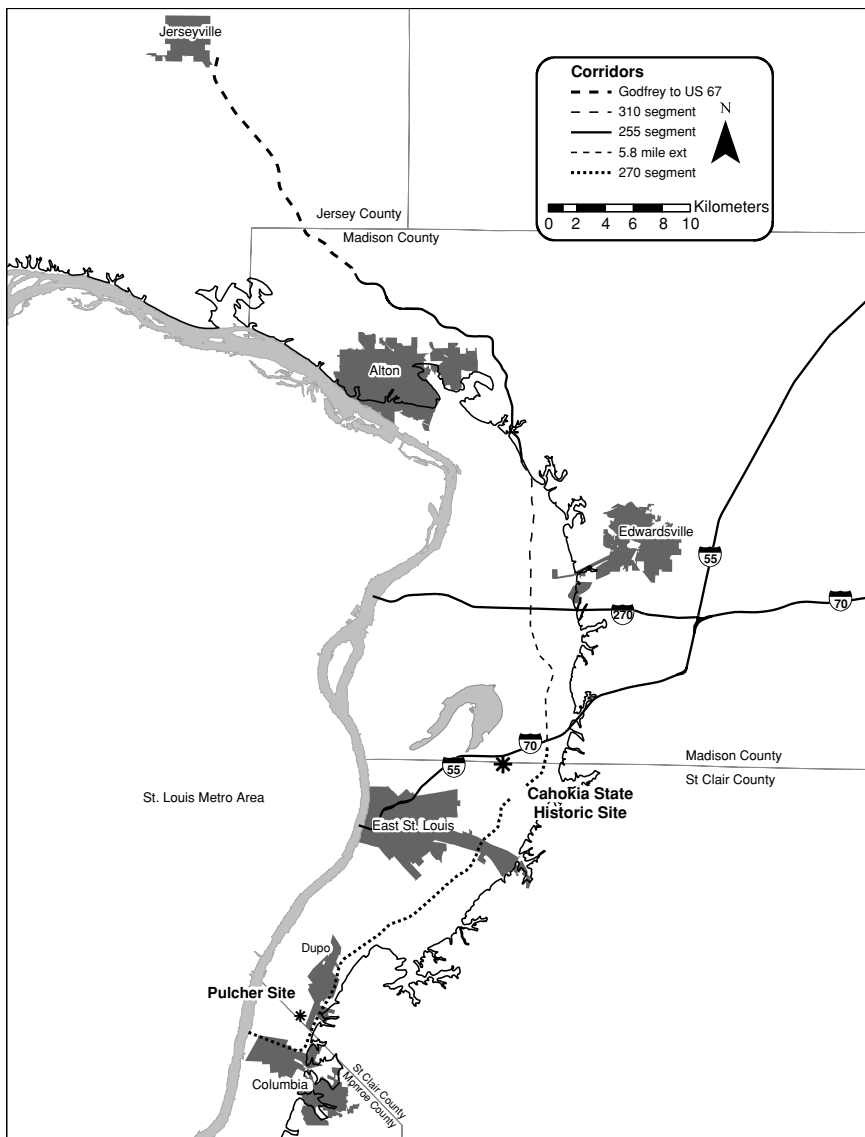 Jerseyville
Corridors
Godfrey to US 67
310 segment
255 segment
5.8 mile ext
270 segment
N
Kilometers
0 2 4 6 8 10
Jersey County
Madison County
Alton
Edwardsville
55
70
270
70
55
Madison County
St Clair County
Cahokia State
Historic Site
St. Louis Metro Area
East St. Louis
Dupo
Pulcher Site
Columbia
St Clair County
Monroe County